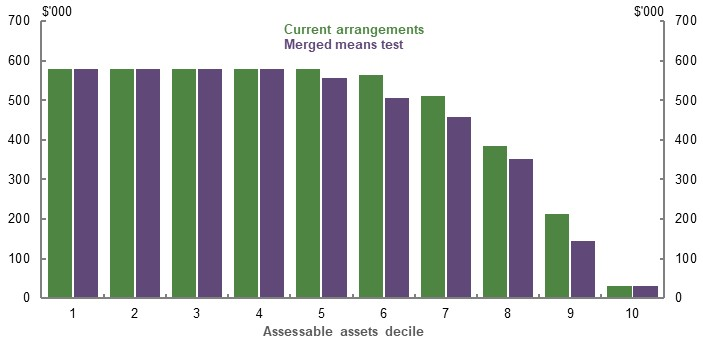 $'000 $'000
700 700
Current arrangements
Merged means test
600 600
500 500
400 400
300 300
200 200
100 100
0 0
1 2 3 4 5 6 7 8 9 10
Assessable assets decile